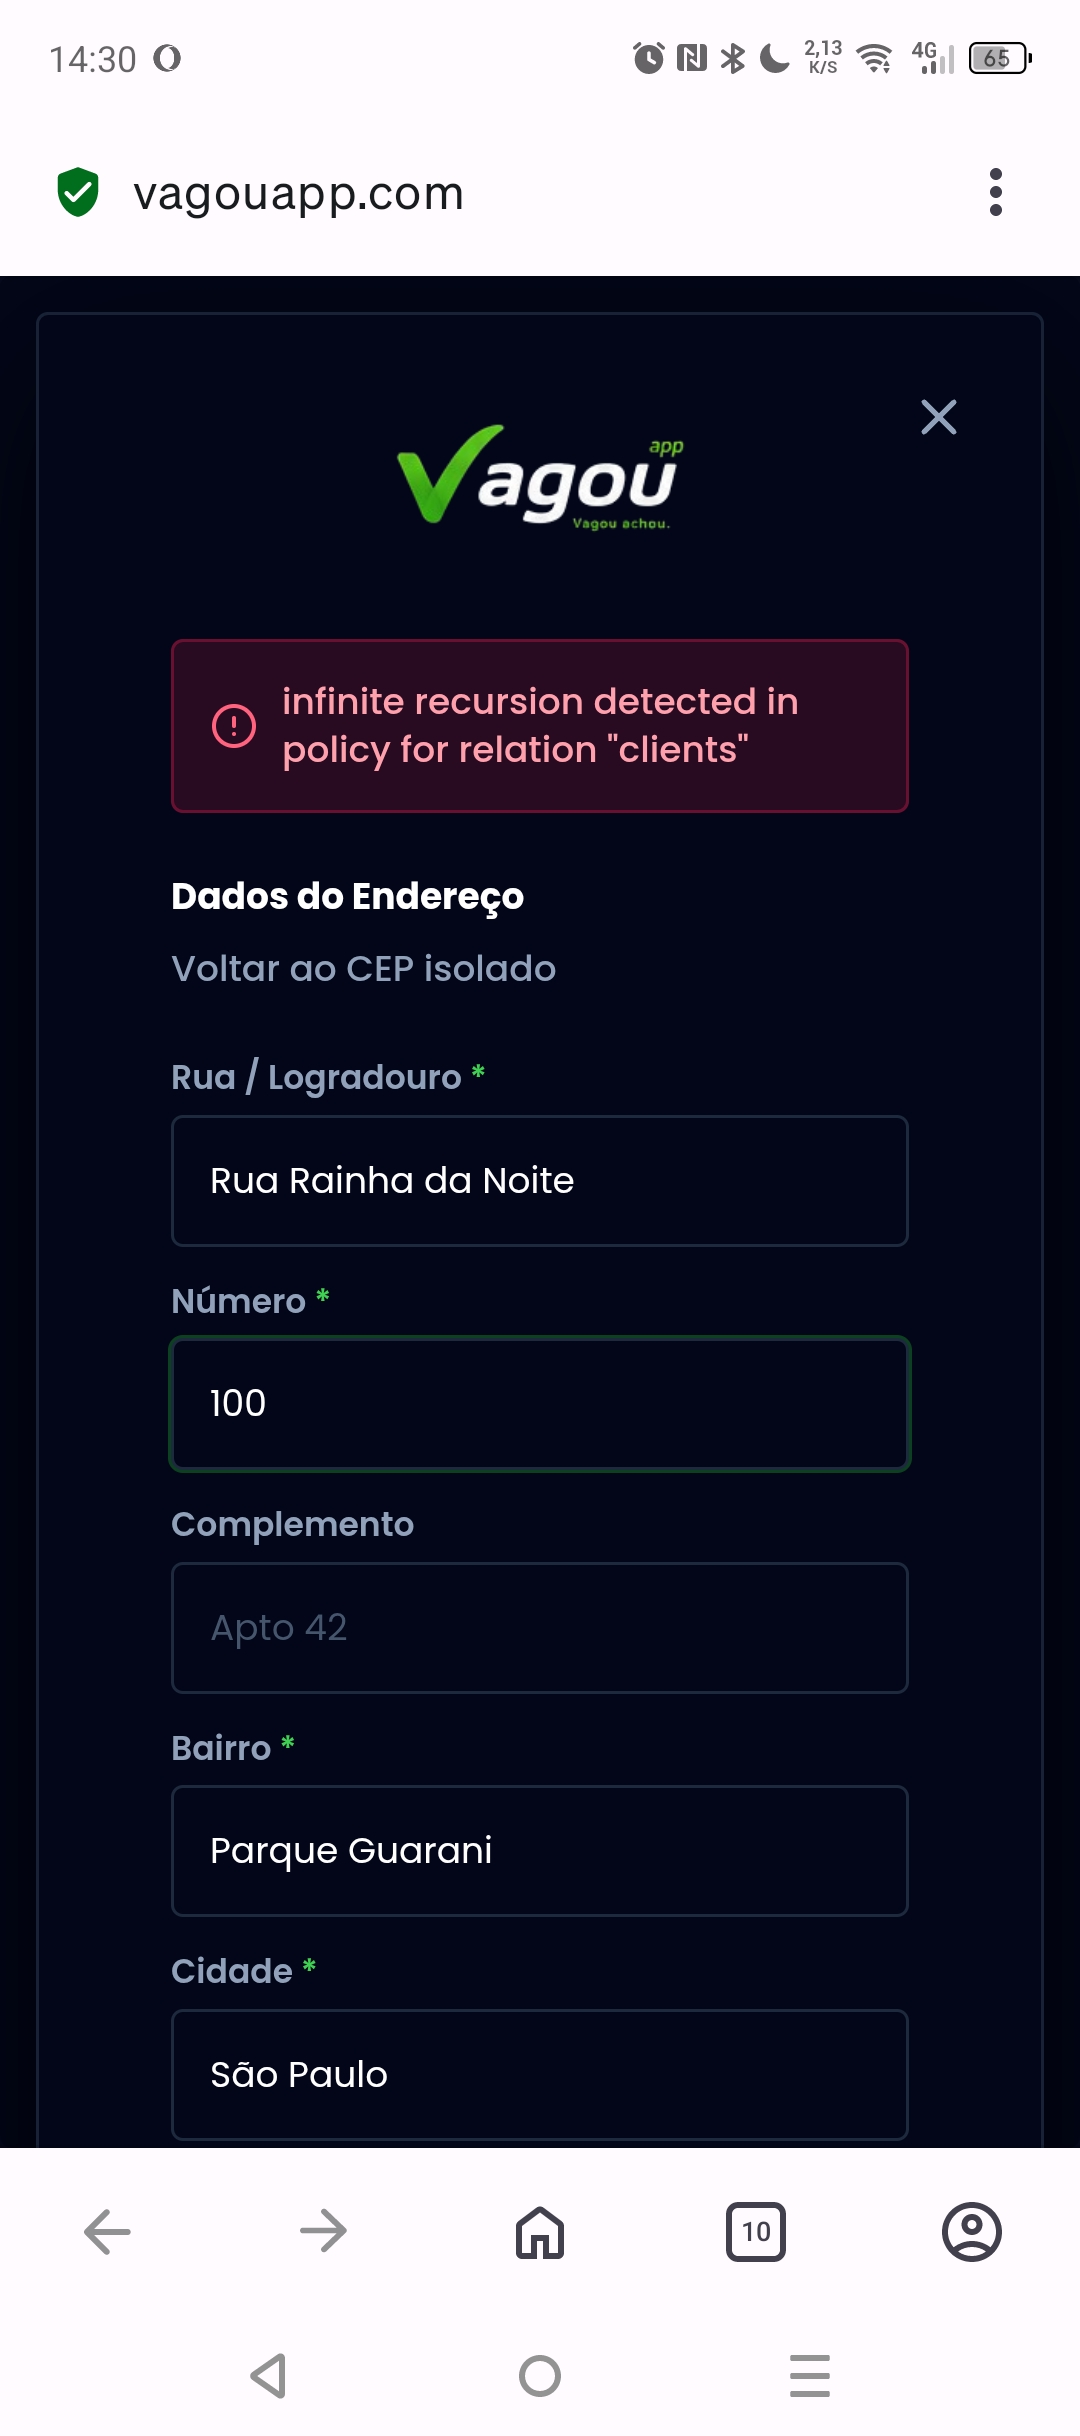 14:30
2,13
K/S
4G
65
vagouapp.com
Vagou app
Vagou achou.
infinite recursion detected in
policy for relation "clients"
Dados do Endereço
Voltar ao CEP isolado
Rua / Logradouro *
Rua Rainha da Noite
Número *
100
Complemento
Apto 42
Bairro *
Parque Guarani
Cidade *
São Paulo
10